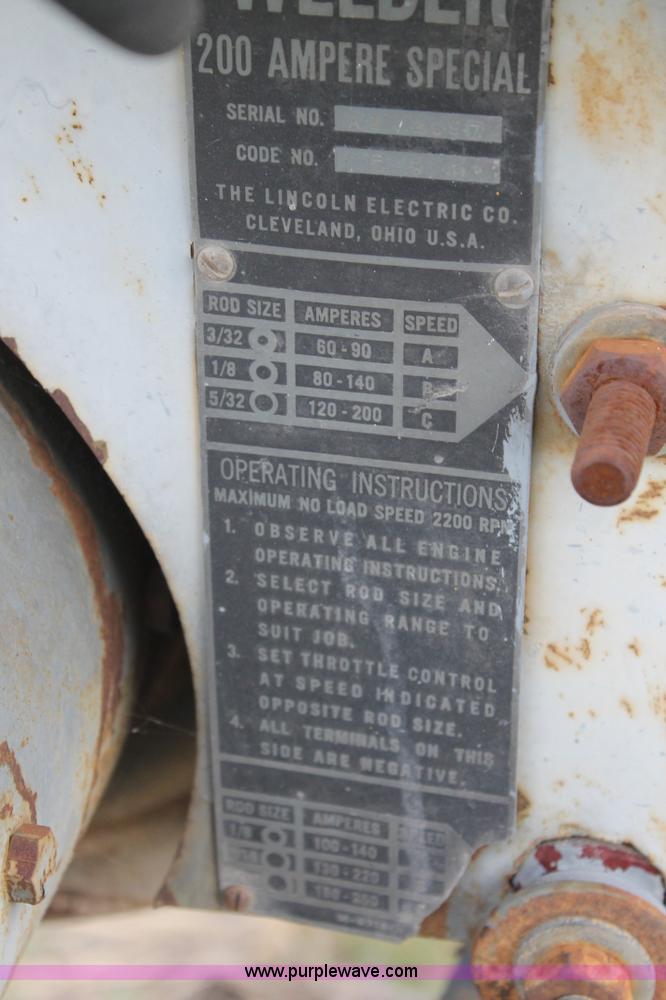 WELDER
200 AMPERE SPECIAL
SERIAL NO.
CODE NO.
THE LINCOLN ELECTRIC CO.
CLEVELAND, OHIO U.S.A.
ROD SIZE AMPERES SPEED
3/32 60-90 A
1/8 80-140 B
5/32 120-200 C
OPERATING INSTRUCTIONS
MAXIMUM NO LOAD SPEED 2200 RPM
1. OBSERVE ALL ENGINE
OPERATING INSTRUCTIONS.
2. SELECT ROD SIZE AND
OPERATING RANGE TO
SUIT JOB.
3. SET THROTTLE CONTROL
AT SPEED INDICATED
OPPOSITE ROD SIZE.
4. ALL TERMINALS ON THIS
SIDE ARE NEGATIVE.
ROD SIZE AMPERES SPEED
1/8 100-140
130-220
www.purplewave.com